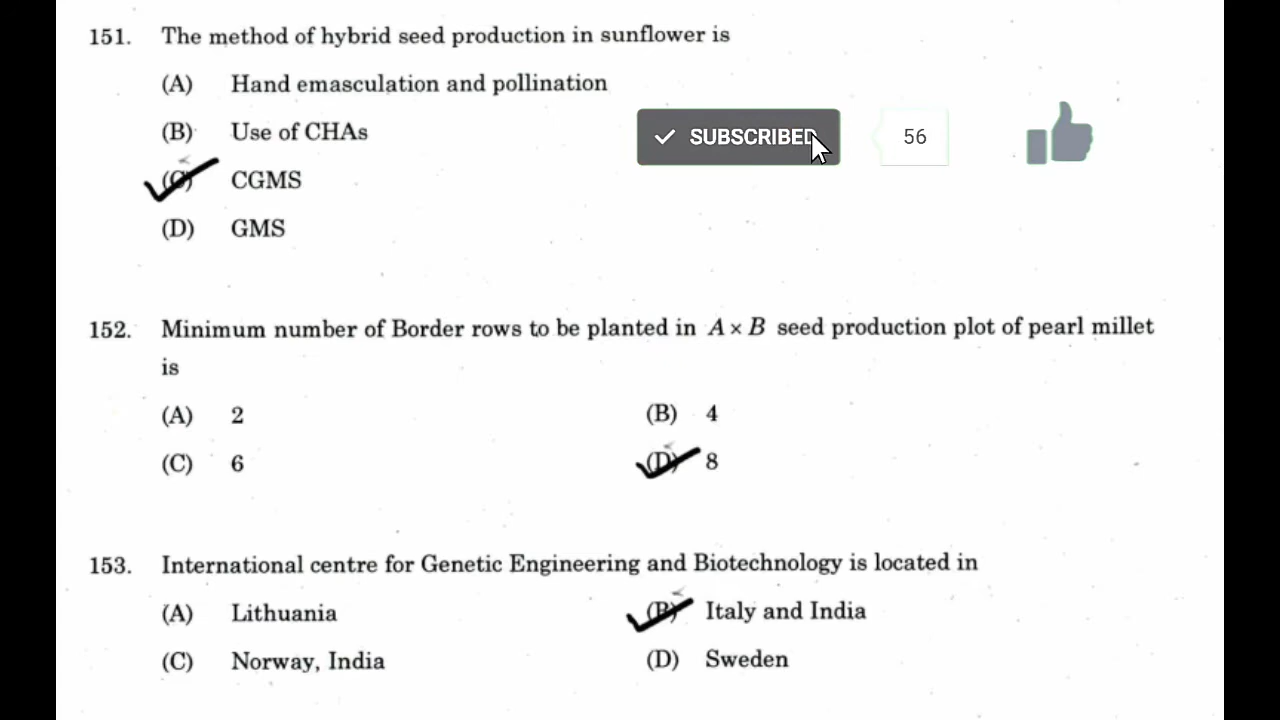 151. The method of hybrid seed production in sunflower is
(A) Hand emasculation and pollination
(B) Use of CHAs
SUBSCRIBED 56
(C) CGMS
(D) GMS
152. Minimum number of Border rows to be planted in A × B seed production plot of pearl millet
is
(A) 2 (B) 4
(C) 6 (D) 8
153. International centre for Genetic Engineering and Biotechnology is located in
(A) Lithuania (B) Italy and India
(C) Norway, India (D) Sweden